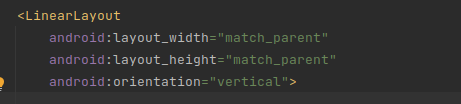 <LinearLayout
    android:layout_width="match_parent"
    android:layout_height="match_parent"
    android:orientation="vertical">